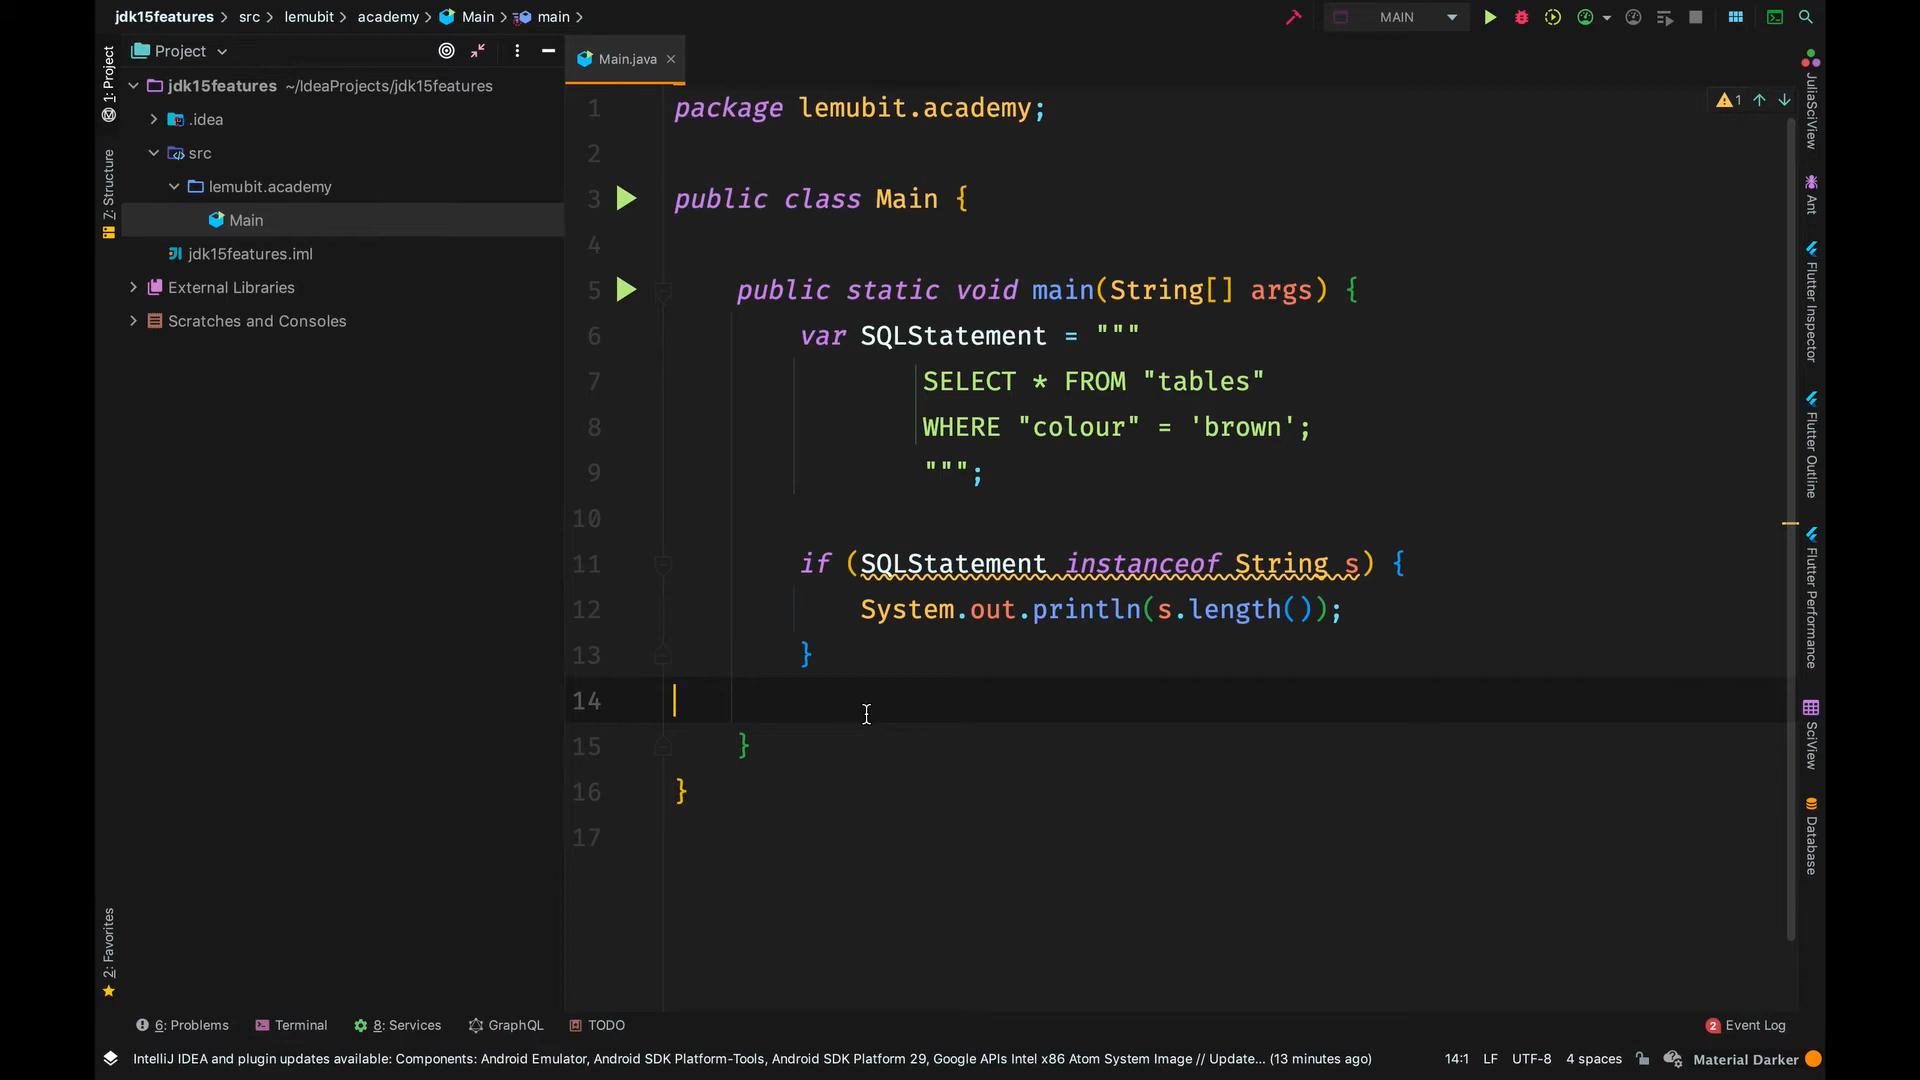 jdk15features > src > lemubit > academy > Main > main >
MAIN
1: Project
Project
Main.java ×
jdk15features ~/IdeaProjects/jdk15features
.idea
src
lemubit.academy
Main
jdk15features.iml
External Libraries
Scratches and Consoles
7: Structure
2: Favorites
1 package lemubit.academy;
2
3 public class Main {
4
5 public static void main(String[] args) {
6 var SQLStatement = """
7 SELECT * FROM "tables"
8 WHERE "colour" = 'brown';
9 """;
10
11 if (SQLStatement instanceof String s) {
12 System.out.println(s.length());
13 }
14
15 }
16 }
17
1
JuliaSciView
Ant
Flutter Inspector
Flutter Outline
Flutter Performance
SciView
Database
6: Problems Terminal 8: Services GraphQL TODO 2 Event Log
IntelliJ IDEA and plugin updates available: Components: Android Emulator, Android SDK Platform-Tools, Android SDK Platform 29, Google APIs Intel x86 Atom System Image // Update... (13 minutes ago) 14:1 LF UTF-8 4 spaces Material Darker